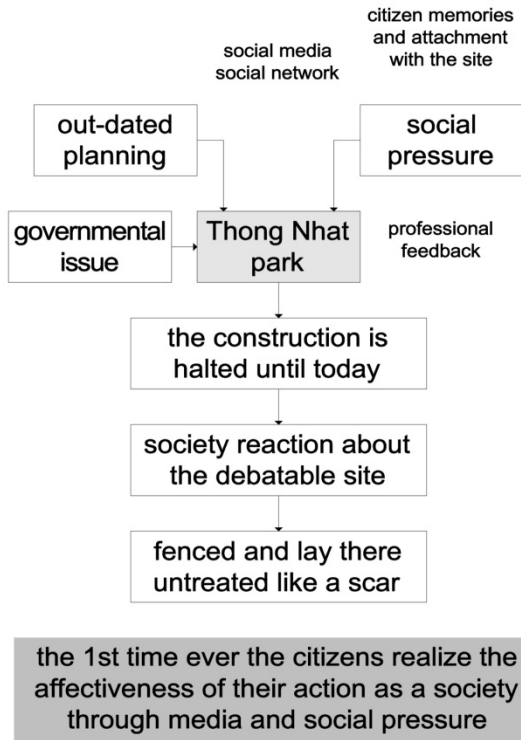 citizen memories
and attachment
with the site
social media
social network
out-dated
planning
social
pressure
governmental
issue
Thong Nhat
park
professional
feedback
the construction is
halted until today
society reaction about
the debatable site
fenced and lay there
untreated like a scar
the 1st time ever the citizens realize the
affectiveness of their action as a society
through media and social pressure